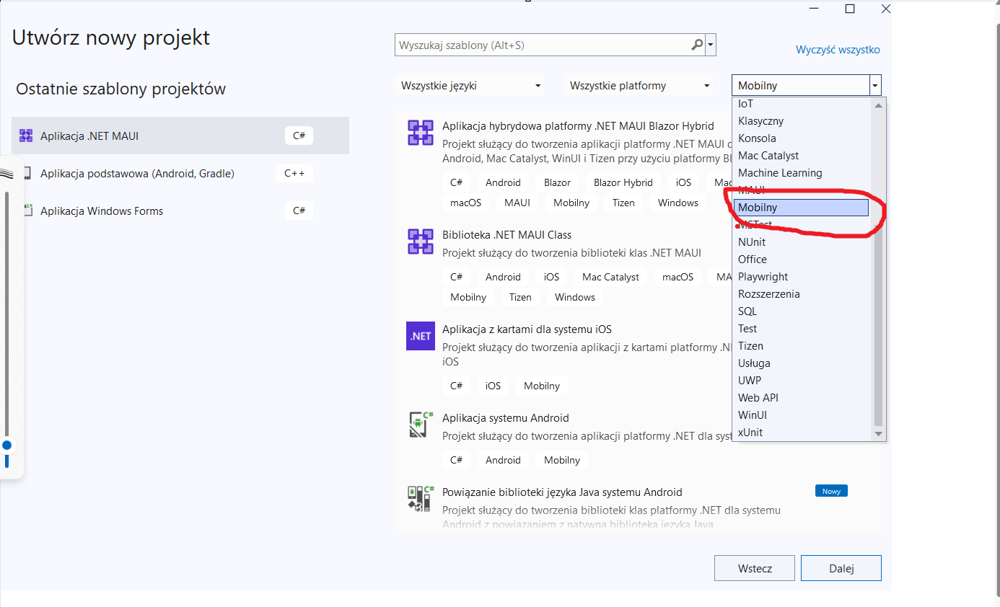 Utwórz nowy projekt
Wyszukaj szablony (Alt+S)
Wyczyść wszystko
Ostatnie szablony projektów
Wszystkie języki
Wszystkie platformy
Mobilny
Aplikacja .NET MAUI
C#
Aplikacja podstawowa (Android, Gradle)
C++
Aplikacja Windows Forms
C#
Aplikacja hybrydowa platformy .NET MAUI Blazor Hybrid
Projekt służący do tworzenia aplikacji platformy .NET MAUI d
Android, Mac Catalyst, WinUI i Tizen przy użyciu platformy Bl
C# Android Blazor Blazor Hybrid iOS Mac
macOS MAUI Mobilny Tizen Windows
Biblioteka .NET MAUI Class
Projekt służący do tworzenia biblioteki klas .NET MAUI
C# Android iOS Mac Catalyst macOS MA
Mobilny Tizen Windows
.NET
Aplikacja z kartami dla systemu iOS
Projekt służący do tworzenia aplikacji z kartami platformy .NE
iOS
C# iOS Mobilny
C#
Aplikacja systemu Android
Projekt służący do tworzenia aplikacji platformy .NET dla syst
C# Android Mobilny
C#
Powiązanie biblioteki języka Java systemu Android
Nowy
Projekt służący do tworzenia biblioteki klas platformy .NET dla systemu
Android z powiązaniem z natywną biblioteką języka Java
IoT
Klasyczny
Konsola
Mac Catalyst
Machine Learning
MAUI
Mobilny
MSTest
NUnit
Office
Playwright
Rozszerzenia
SQL
Test
Tizen
Usługa
UWP
Web API
WinUI
xUnit
Wstecz
Dalej